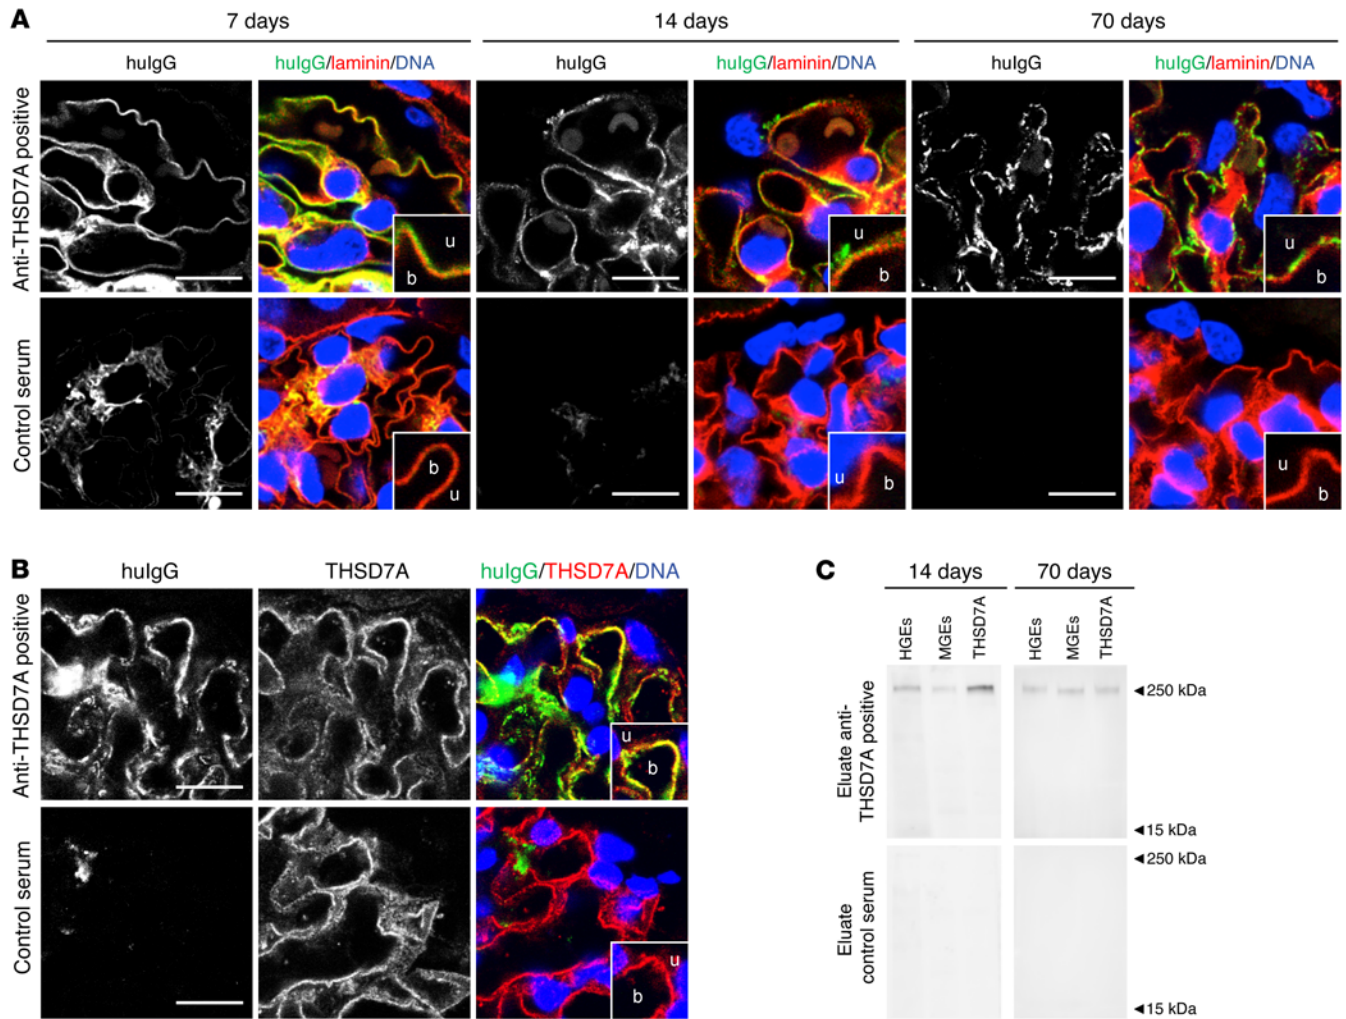 A
7 days
14 days
70 days
huIgG
huIgG/laminin/DNA
huIgG
huIgG/laminin/DNA
huIgG
huIgG/laminin/DNA
Anti-THSD7A positive
u
b
u
b
u
b
Control serum
b
u
u
b
u
b
B
huIgG
THSD7A
huIgG/THSD7A/DNA
Anti-THSD7A positive
u
b
Control serum
u
b
C
14 days
70 days
HGEs
MGEs
THSD7A
HGEs
MGEs
THSD7A
Eluate anti-
THSD7A positive
250 kDa
15 kDa
Eluate
control serum
250 kDa
15 kDa